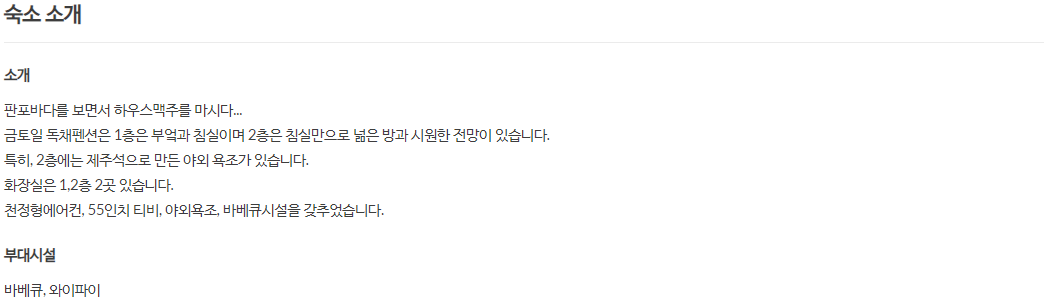 숙소 소개
소개
판포바다를 보면서 하우스맥주를 마시다...
금토일 독채펜션은 1층은 부엌과 침실이며 2층은 침실만으로 넓은 방과 시원한 전망이 있습니다.
특히, 2층에는 제주석으로 만든 야외 욕조가 있습니다.
화장실은 1,2층 2곳 있습니다.
천정형에어컨, 55인치 티비, 야외욕조, 바베큐시설을 갖추었습니다.
부대시설
바베큐, 와이파이